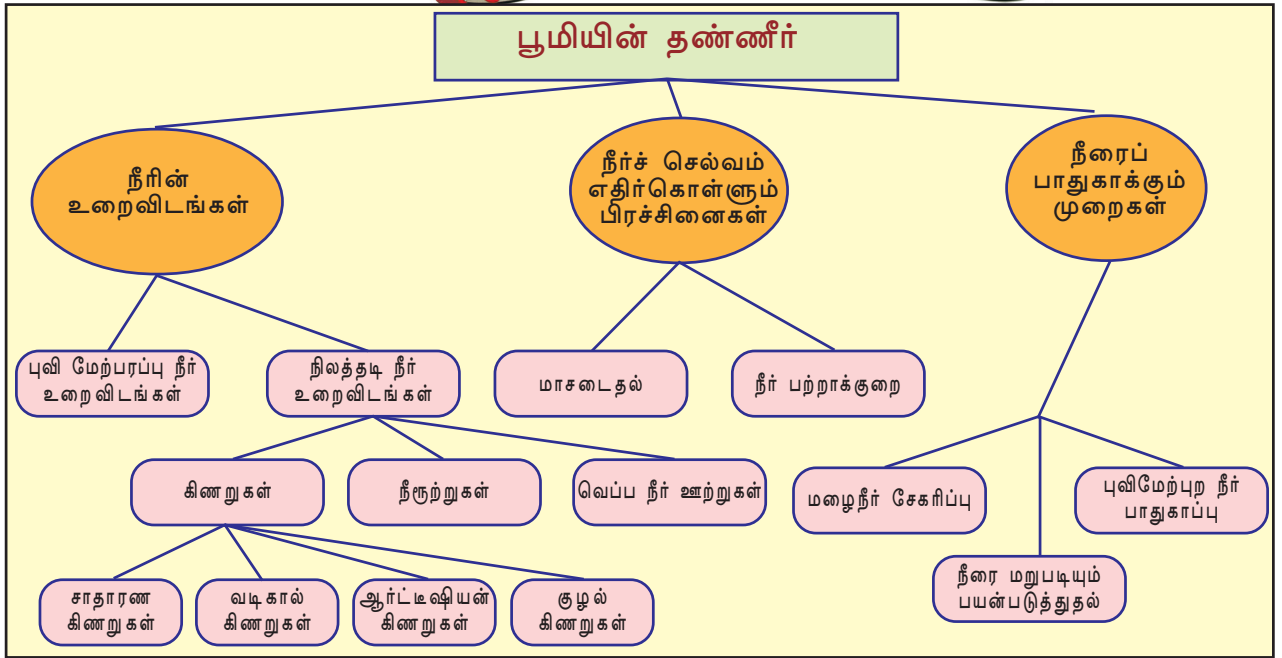 பூமியின் தண்ணீர்
நீரின்
உறைவிடங்கள்
நீர்ச் செல்வம்
எதிர்கொள்ளும்
பிரச்சினைகள்
நீரைப்
பாதுகாக்கும்
முறைகள்
புவி மேற்பரப்பு நீர்
உறைவிடங்கள்
நிலத்தடி நீர்
உறைவிடங்கள்
மாசடைதல்
நீர் பற்றாக்குறை
கிணறுகள்
நீரூற்றுகள்
வெப்ப நீர் ஊற்றுகள்
மழைநீர் சேகரிப்பு
புவிமேற்புற நீர்
பாதுகாப்பு
நீரை மறுபடியும்
பயன்படுத்துதல்
சாதாரண
கிணறுகள்
வடிகால்
கிணறுகள்
ஆர்ட்டீஷியன்
கிணறுகள்
குழல்
கிணறுகள்